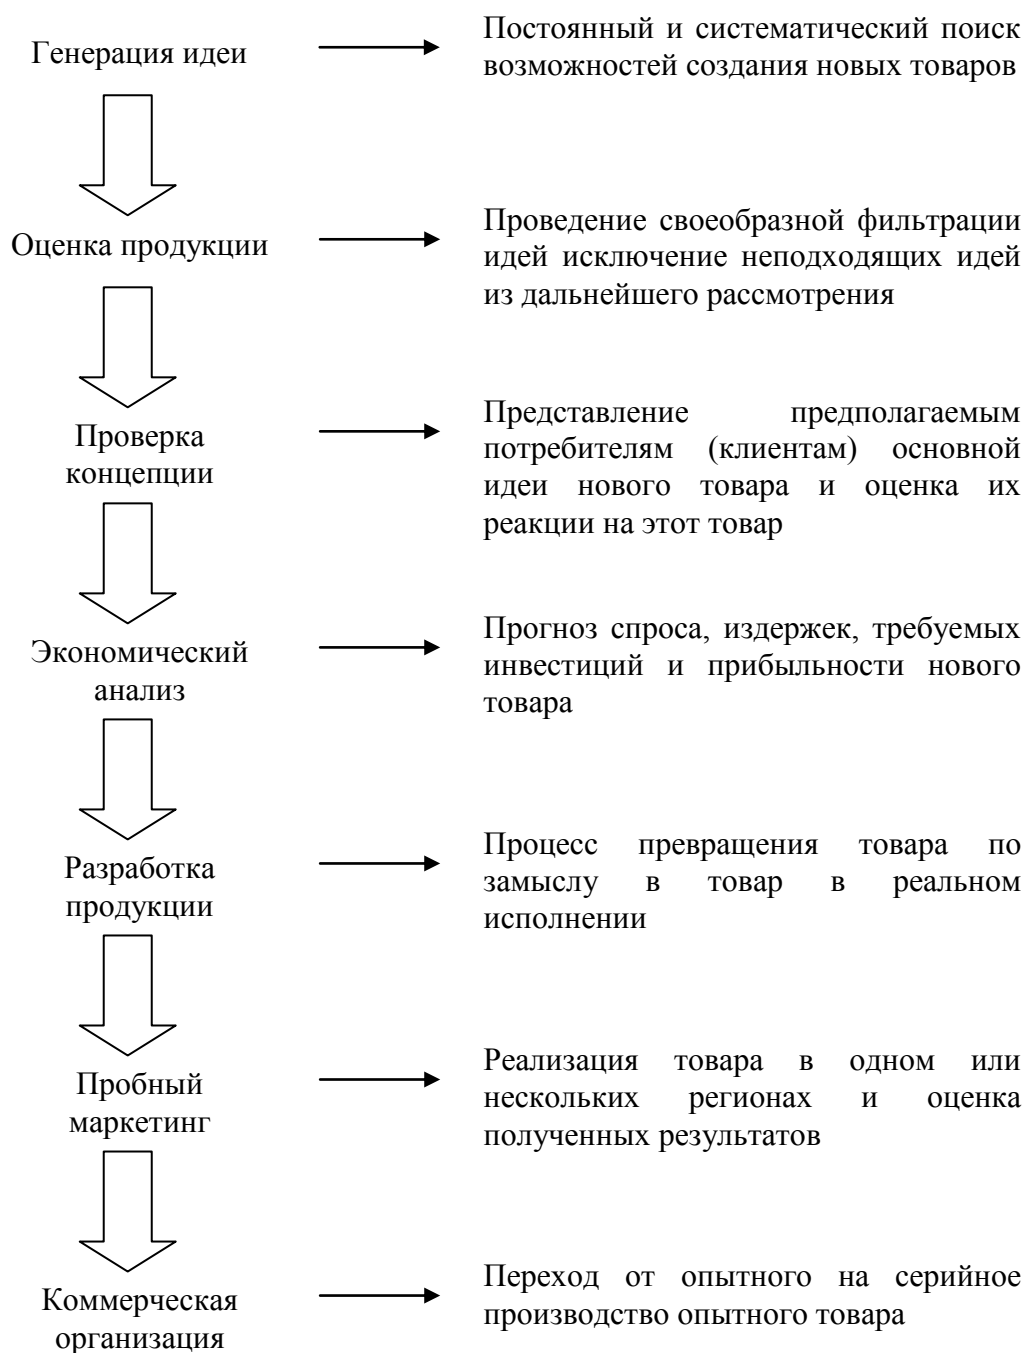 Генерация идеи
Постоянный и систематический поиск
возможностей создания новых товаров
Оценка продукции
Проведение своеобразной фильтрации
идей исключение неподходящих идей
из дальнейшего рассмотрения
Проверка
концепции
Представление предполагаемым
потребителям (клиентам) основной
идеи нового товара и оценка их
реакции на этот товар
Экономический
анализ
Прогноз спроса, издержек, требуемых
инвестиций и прибыльности нового
товара
Разработка
продукции
Процесс превращения товара по
замыслу в товар в реальном
исполнении
Пробный
маркетинг
Реализация товара в одном или
нескольких регионах и оценка
полученных результатов
Коммерческая
организация
Переход от опытного на серийное
производство опытного товара